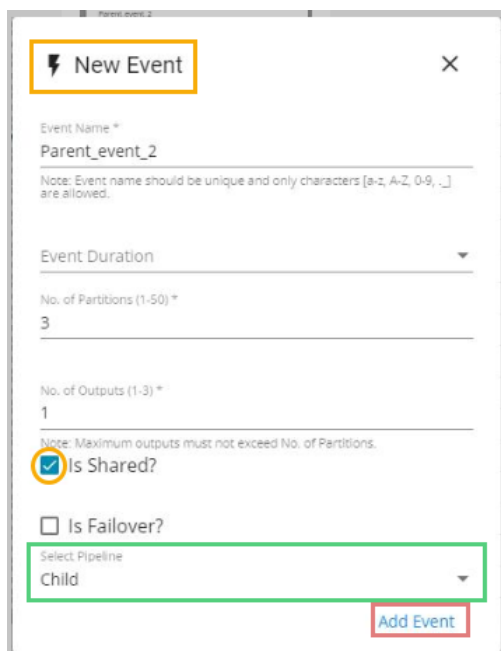 Parent_event_2
New Event
Event Name *
Parent_event_2
Note: Event name should be unique and only characters [a-z, A-Z, 0-9, ._]
are allowed.
Event Duration
No. of Partitions (1-50) *
3
No. of Outputs (1-3) *
1
Note: Maximum outputs must not exceed No. of Partitions.
Is Shared?
Is Failover?
Select Pipeline
Child
Add Event